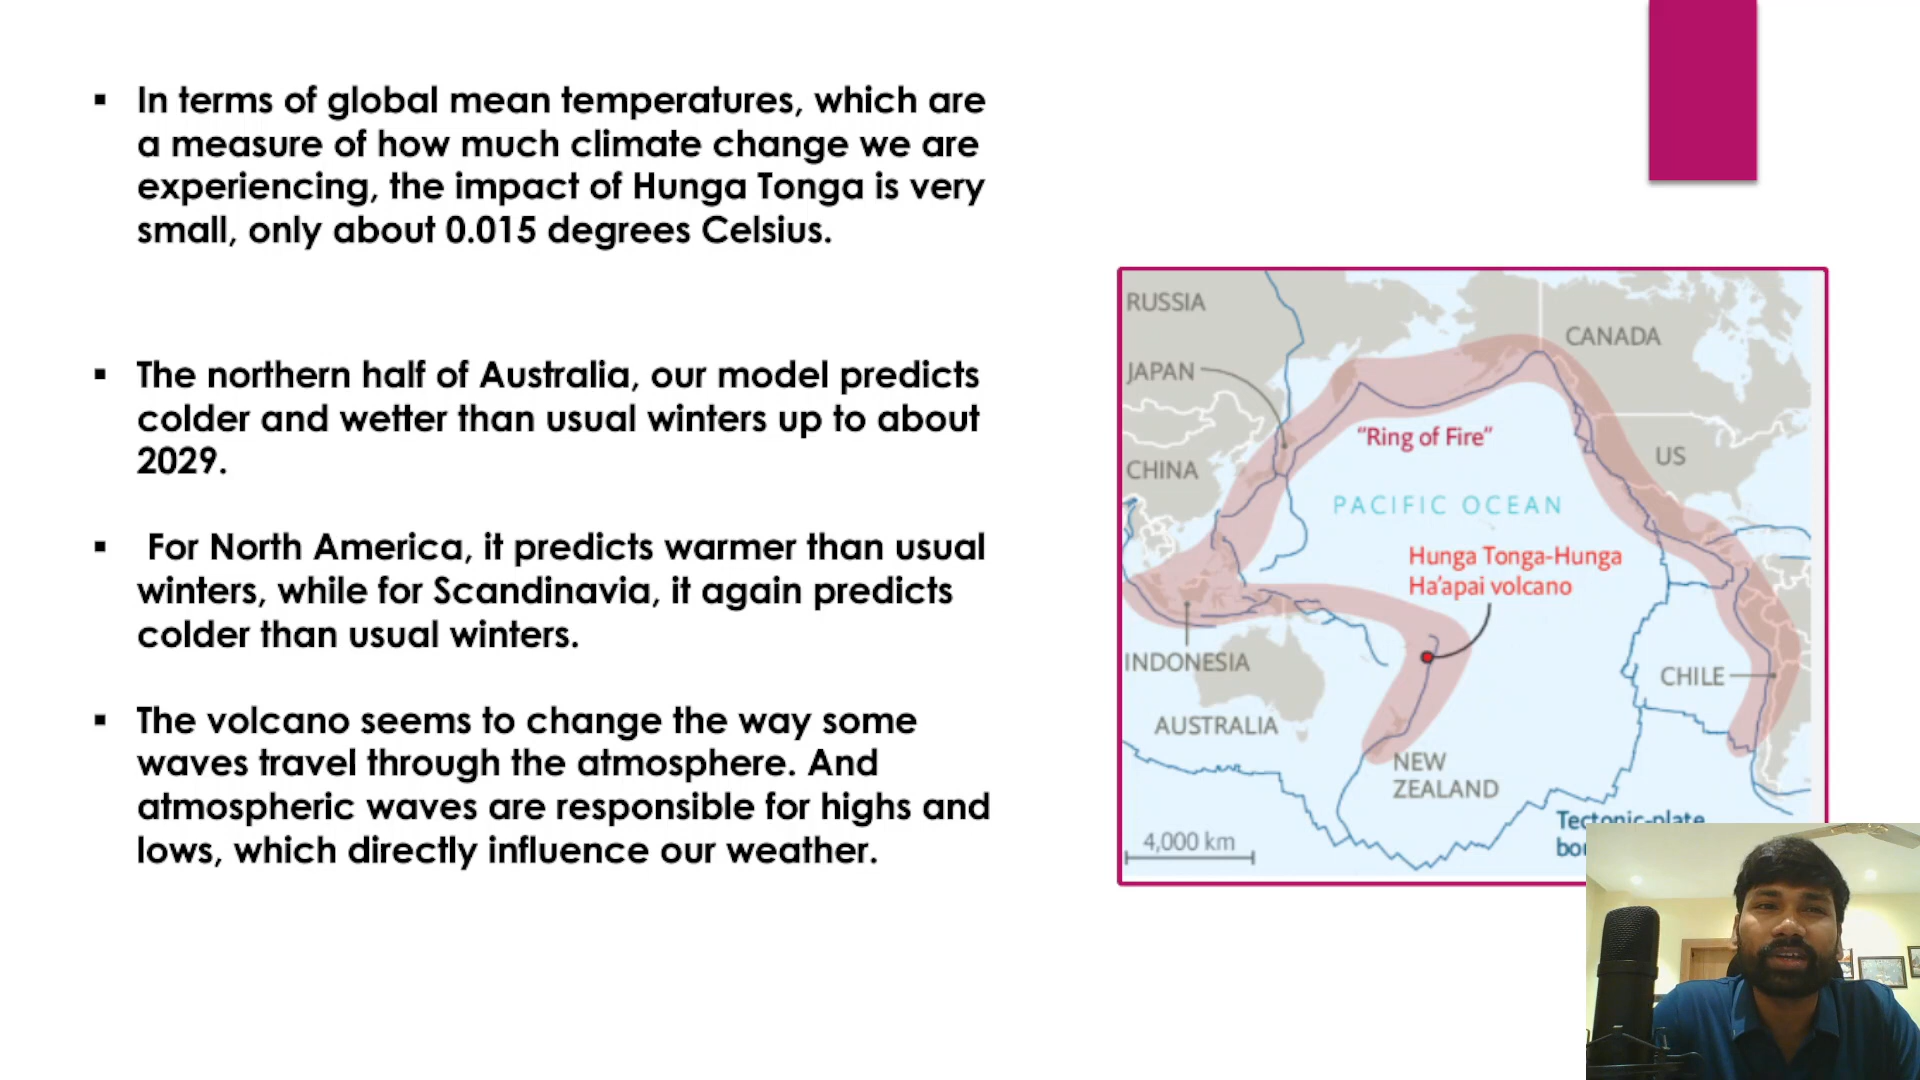 ▪ In terms of global mean temperatures, which are
a measure of how much climate change we are
experiencing, the impact of Hunga Tonga is very
small, only about 0.015 degrees Celsius.
▪ The northern half of Australia, our model predicts
colder and wetter than usual winters up to about
2029.
▪ For North America, it predicts warmer than usual
winters, while for Scandinavia, it again predicts
colder than usual winters.
▪ The volcano seems to change the way some
waves travel through the atmosphere. And
atmospheric waves are responsible for highs and
lows, which directly influence our weather.
RUSSIA
CANADA
JAPAN
"Ring of Fire"
US
CHINA
PACIFIC OCEAN
Hunga Tonga-Hunga
Ha'apai volcano
INDONESIA
CHILE
AUSTRALIA
NEW
ZEALAND
Tectonic-plate
4,000 km